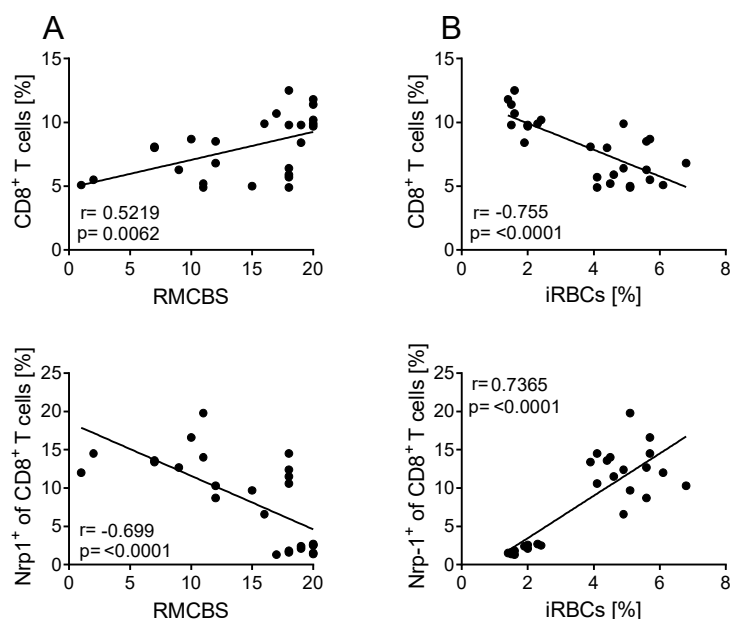 A
CD8⁺ T cells [%]
15
10
5
0
r= 0.5219
p= 0.0062
0 5 10 15 20
RMCBS
B
CD8⁺ T cells [%]
15
10
5
0
r= -0.755
p= <0.0001
0 2 4 6 8
iRBCs [%]
Nrp1⁺ of CD8⁺ T cells [%]
25
20
15
10
5
0
r= -0.699
p= <0.0001
0 5 10 15 20
RMCBS
Nrp-1⁺ of CD8⁺ T cells [%]
25
20
15
10
5
0
r= 0.7365
p= <0.0001
0 2 4 6 8
iRBCs [%]